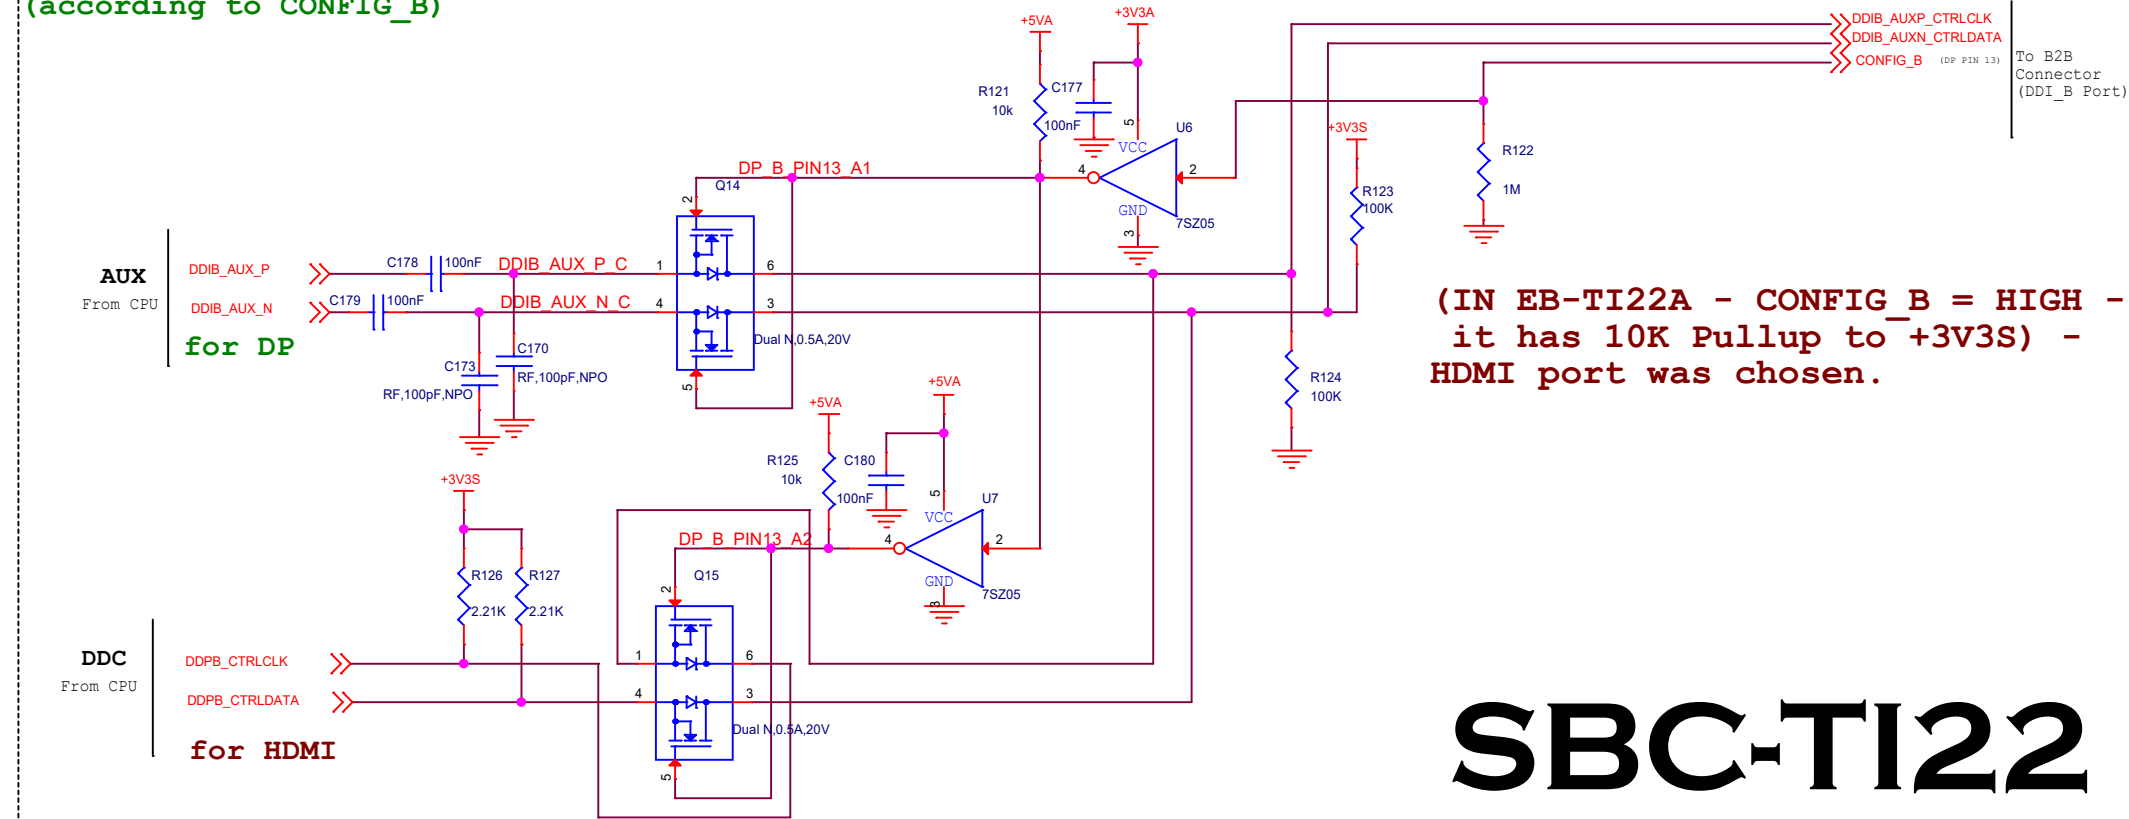 (according to CONFIG_B)
+5VA
+3V3A
DDIB_AUXP_CTRLCLK
DDIB_AUXN_CTRLDATA
CONFIG_B (DP PIN 13)
To B2B
Connector
(DDI_B Port)
R121
10k
C177
100nF
5
U6
VCC
+3V3S
4
2
GND
3
7SZ05
R122
1M
R123
100K
DP_B_PIN13_A1
Q14
2
AUX
From CPU
DDIB_AUX_P
C178
100nF
DDIB_AUX_P_C
1
6
DDIB_AUX_N
C179
100nF
DDIB_AUX_N_C
4
3
for DP
Dual N,0.5A,20V
5
C170
RF,100pF,NPO
C173
RF,100pF,NPO
(IN EB-TI22A - CONFIG_B = HIGH -
it has 10K Pullup to +3V3S) -
HDMI port was chosen.
R124
100K
+5VA
+5VA
R125
10k
C180
100nF
5
U7
VCC
4
2
GND
3
7SZ05
+3V3S
DP_B_PIN13_A2
Q15
2
R126
2.21K
R127
2.21K
DDC
From CPU
DDPB_CTRLCLK
1
6
DDPB_CTRLDATA
4
3
Dual N,0.5A,20V
5
for HDMI
SBC-TI22